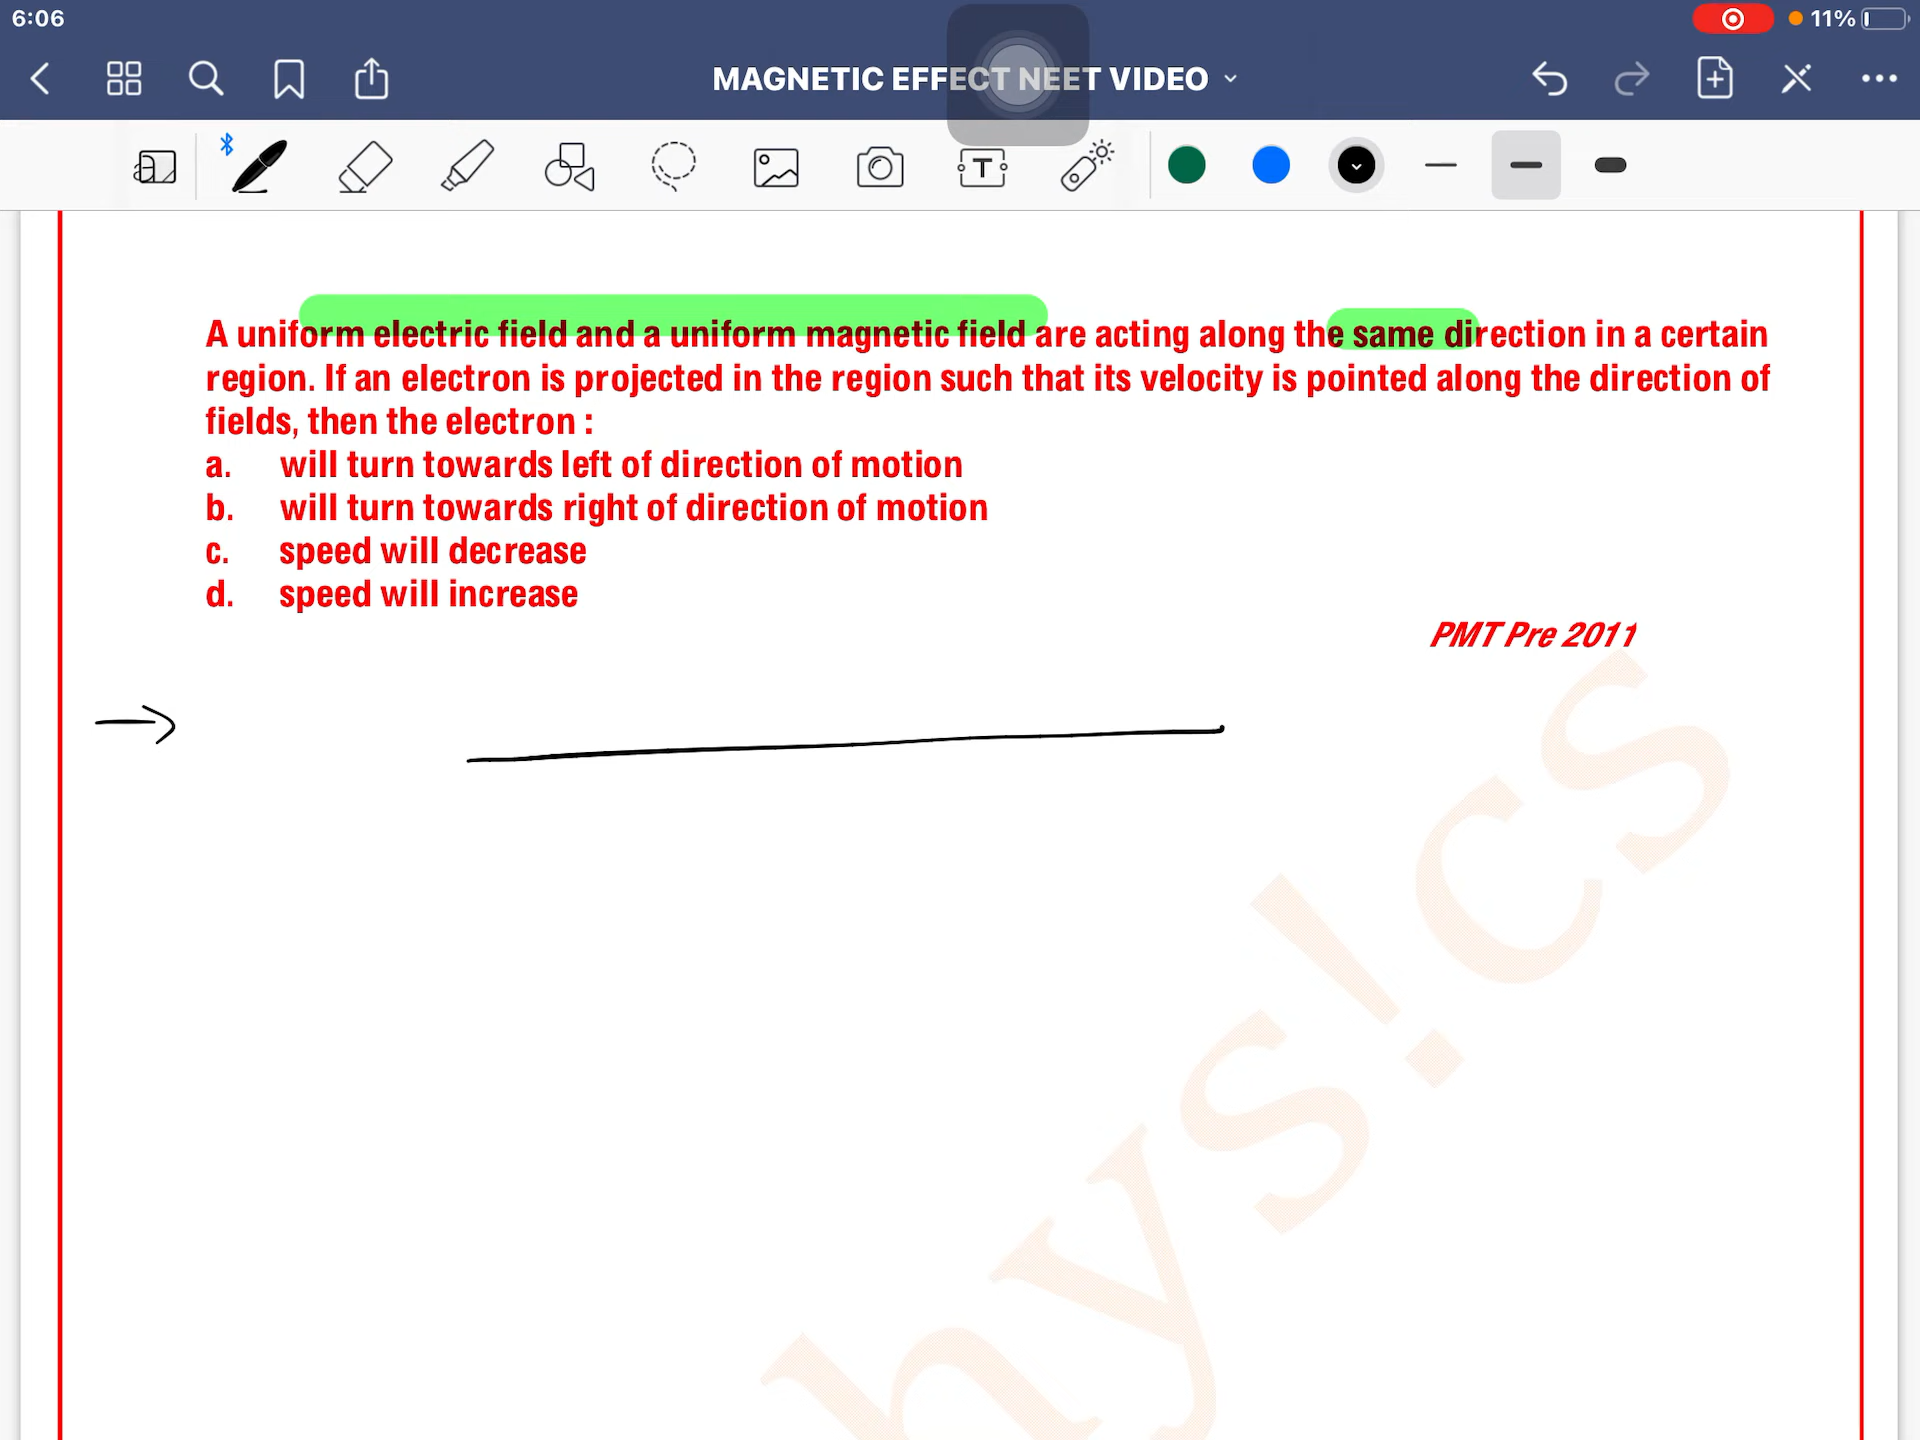 6:06
11%
MAGNETIC EFFECT NEET VIDEO
A uniform electric field and a uniform magnetic field are acting along the same direction in a certain
region. If an electron is projected in the region such that its velocity is pointed along the direction of
fields, then the electron :
a. will turn towards left of direction of motion
b. will turn towards right of direction of motion
c. speed will decrease
d. speed will increase
PMT Pre 2011
hys!cs